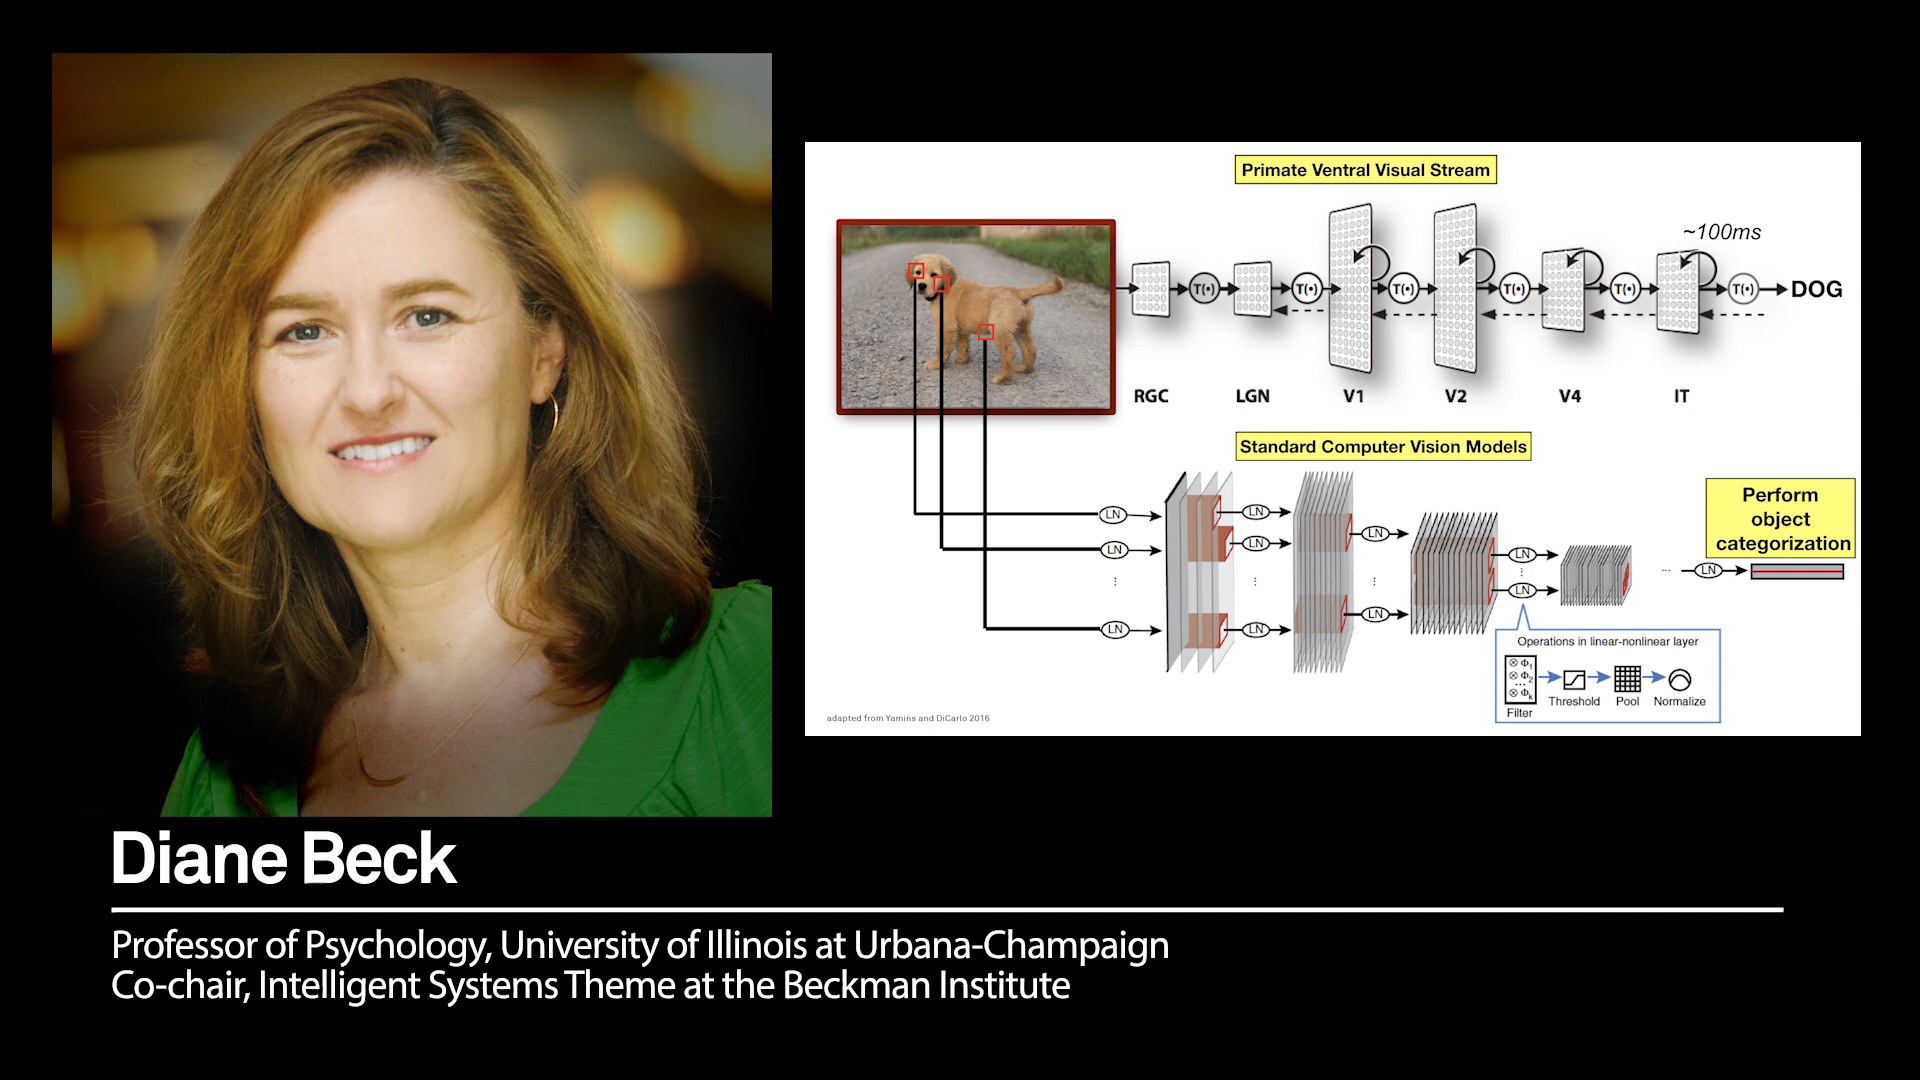 Primate Ventral Visual Stream
~100ms
T(•) T(•) T(•) T(•) T(•) T(•) DOG
RGC LGN V1 V2 V4 IT
Standard Computer Vision Models
Perform
object
categorization
LN LN LN LN
LN LN LN
... LN
LN LN LN
Operations in linear-nonlinear layer
⊗ Φ1
⊗ Φ2
...
⊗ Φk
Filter Threshold Pool Normalize
adapted from Yamins and DiCarlo 2016
Diane Beck
Professor of Psychology, University of Illinois at Urbana-Champaign
Co-chair, Intelligent Systems Theme at the Beckman Institute